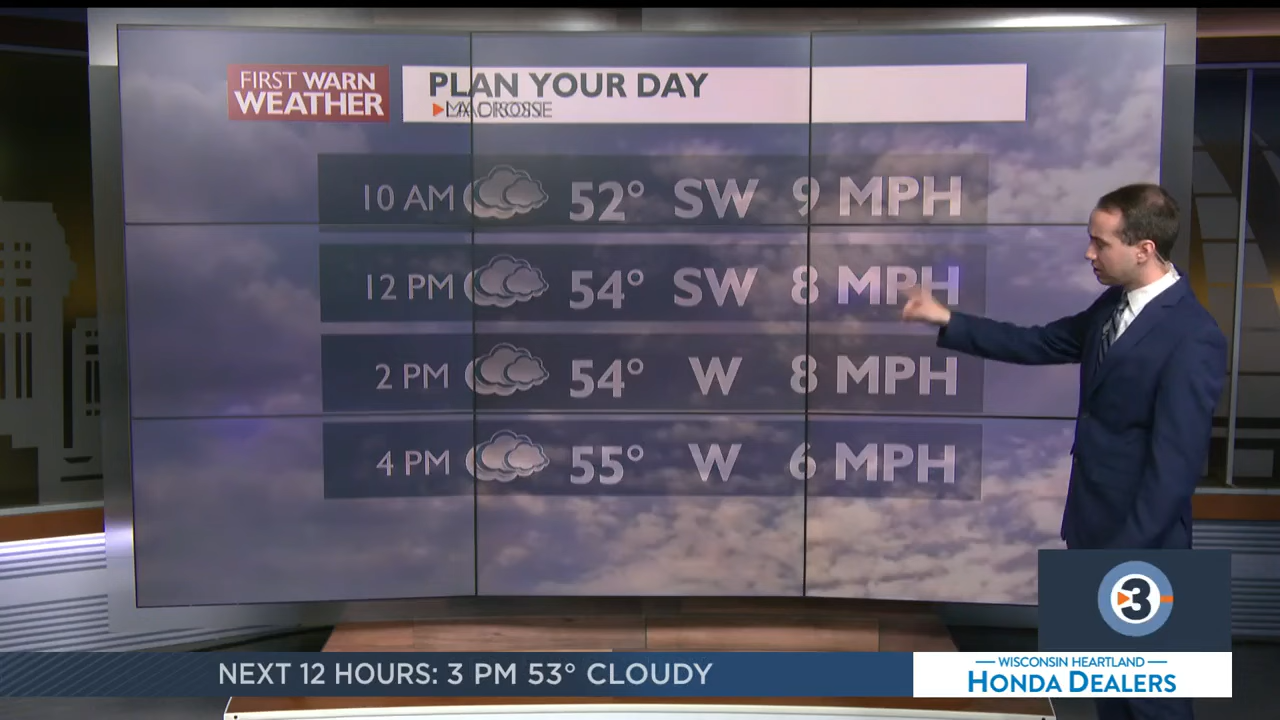 FIRST WARN
WEATHER
PLAN YOUR DAY
10 AM 52° SW 9 MPH
12 PM 54° SW 8 MPH
2 PM 54° W 8 MPH
4 PM 55° W 6 MPH
3
NEXT 12 HOURS: 3 PM 53° CLOUDY
WISCONSIN HEARTLAND
HONDA DEALERS